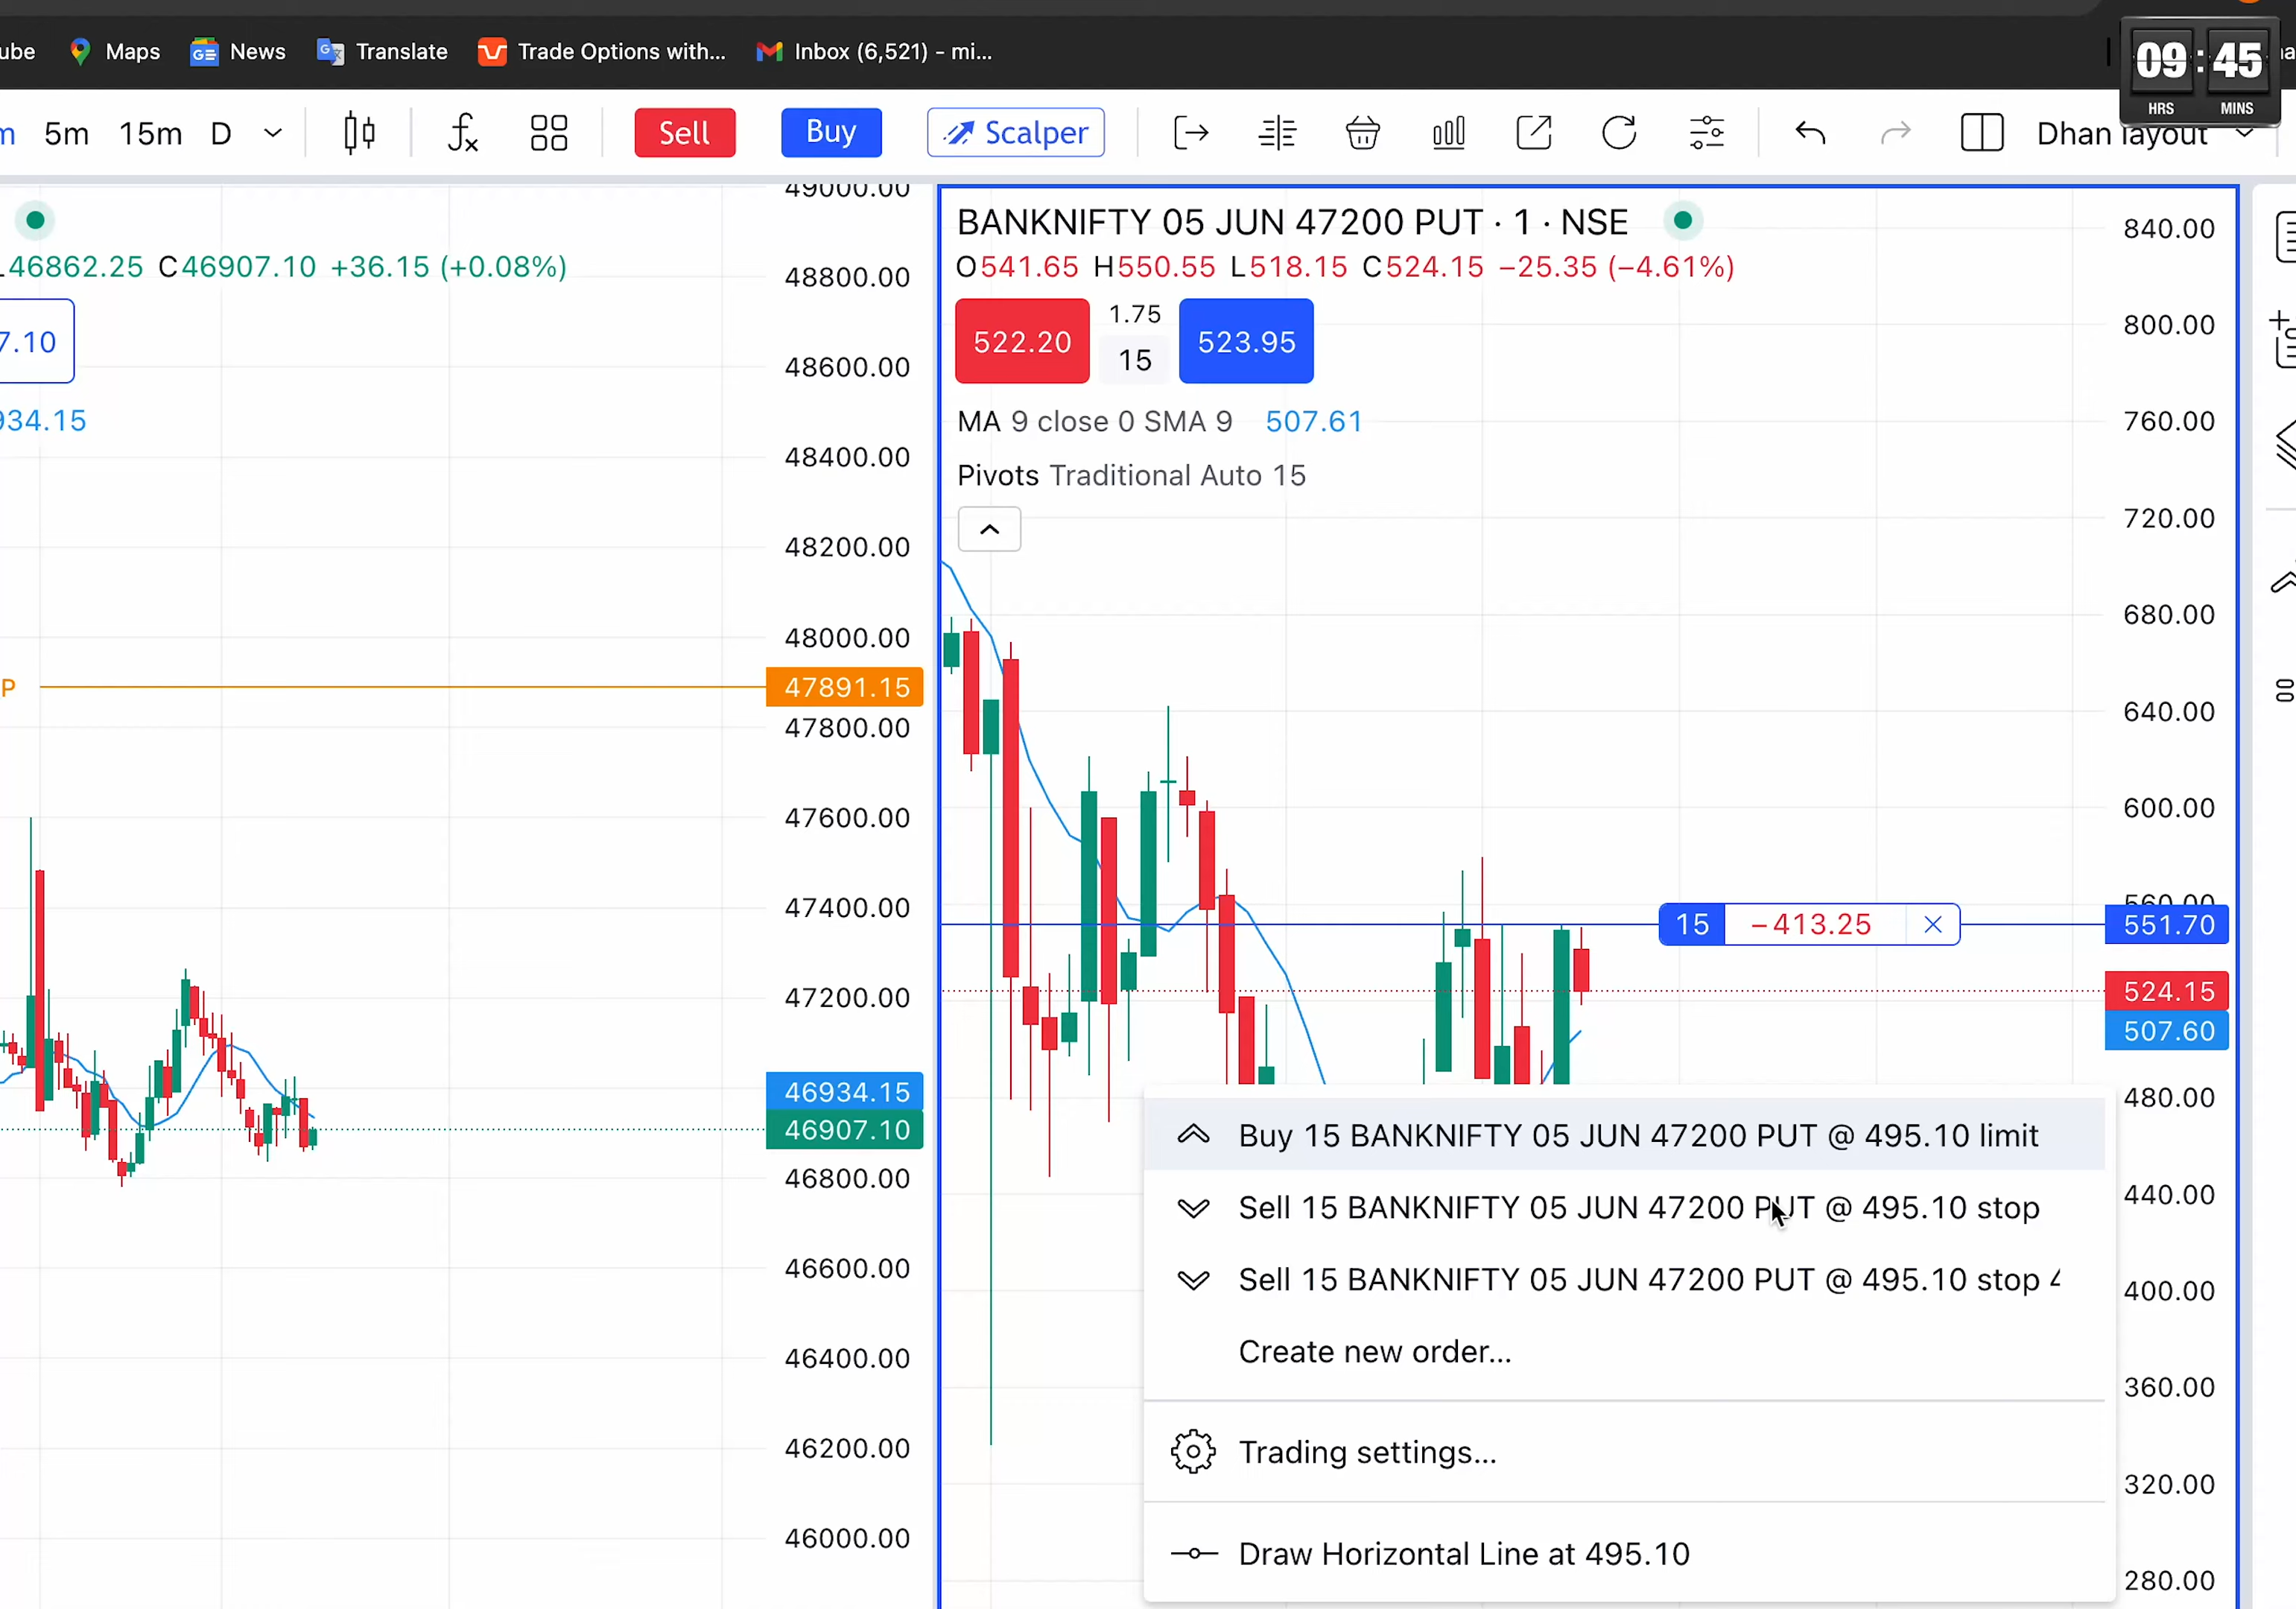 ube Maps News Translate Trade Options with... Inbox (6,521) - mi...
09:45
HRS MINS
m 5m 15m D Sell Buy Scalper Dhan layout
49000.00
L46862.25 C46907.10 +36.15 (+0.08%)
7.10
934.15
48800.00
48600.00
48400.00
48200.00
48000.00
P 47891.15
47800.00
47600.00
47400.00
47200.00
46934.15
46907.10
46800.00
46600.00
46400.00
46200.00
46000.00
BANKNIFTY 05 JUN 47200 PUT · 1 · NSE
O541.65 H550.55 L518.15 C524.15 −25.35 (−4.61%)
522.20 1.75 15 523.95
MA 9 close 0 SMA 9 507.61
Pivots Traditional Auto 15
840.00
800.00
760.00
720.00
680.00
640.00
600.00
560.00
15 −413.25 551.70
524.15
507.60
480.00
440.00
400.00
360.00
320.00
280.00
Buy 15 BANKNIFTY 05 JUN 47200 PUT @ 495.10 limit
Sell 15 BANKNIFTY 05 JUN 47200 PUT @ 495.10 stop
Sell 15 BANKNIFTY 05 JUN 47200 PUT @ 495.10 stop 4
Create new order...
Trading settings...
Draw Horizontal Line at 495.10